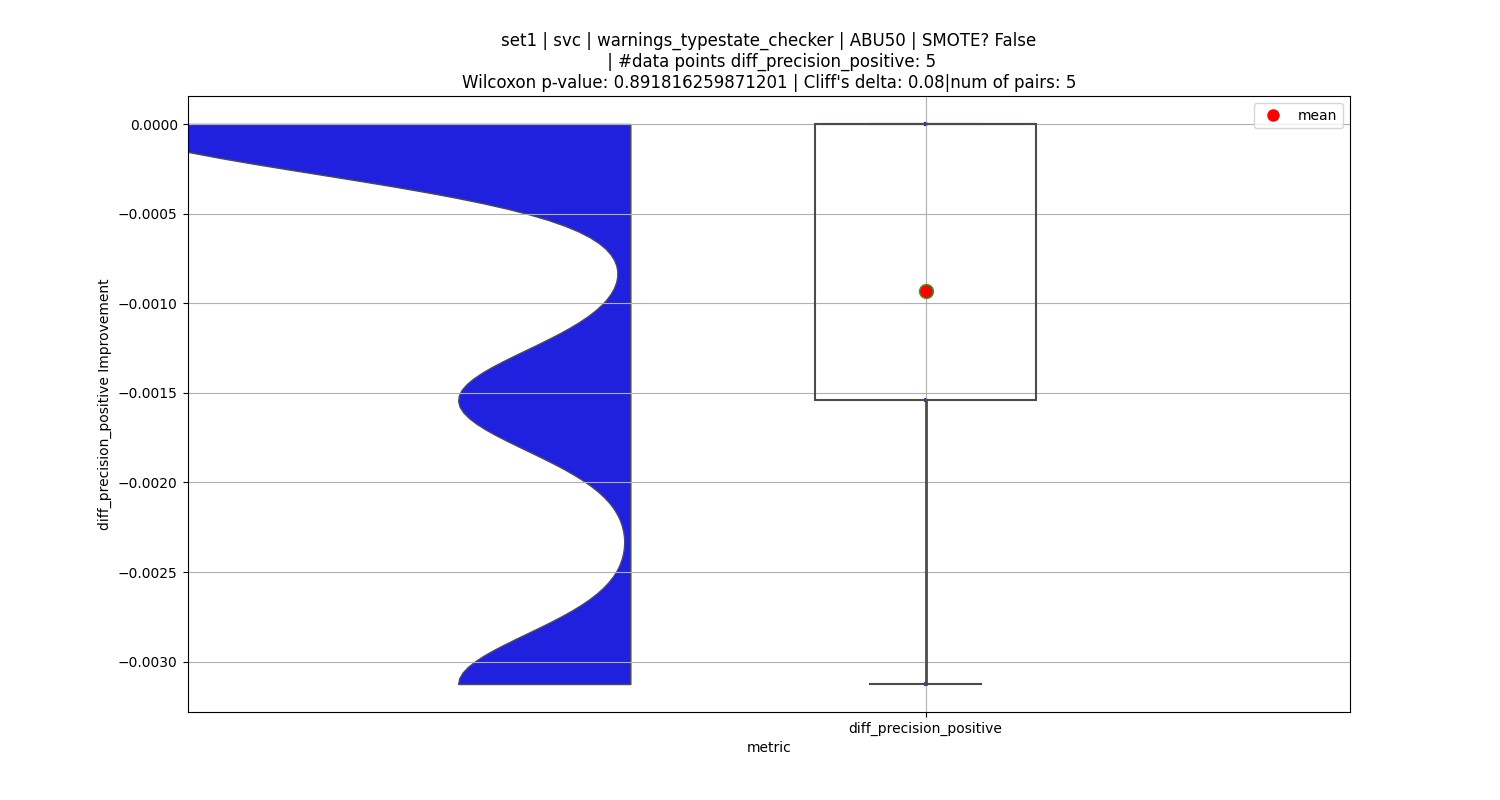 set1 | svc | warnings_typestate_checker | ABU50 | SMOTE? False
| #data points diff_precision_positive: 5
Wilcoxon p-value: 0.891816259871201 | Cliff's delta: 0.08|num of pairs: 5
mean
0.0000
−0.0005
−0.0010
−0.0015
−0.0020
−0.0025
−0.0030
diff_precision_positive Improvement
diff_precision_positive
metric